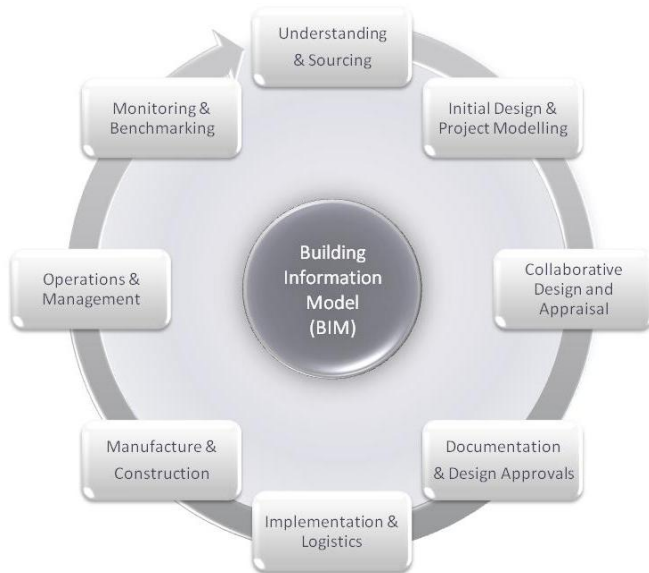 Understanding
& Sourcing
Initial Design &
Project Modelling
Collaborative
Design and
Appraisal
Documentation
& Design Approvals
Implementation &
Logistics
Manufacture &
Construction
Operations &
Management
Monitoring &
Benchmarking
Building
Information
Model
(BIM)